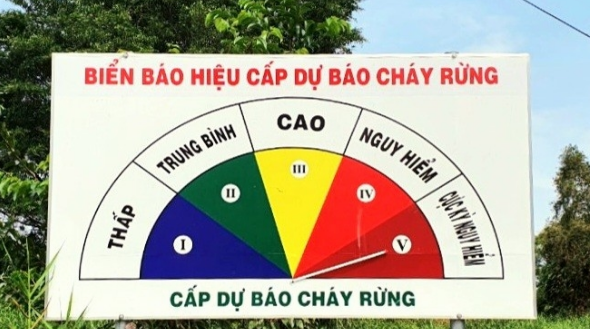 BIỂN BÁO HIỆU CẤP DỰ BÁO CHÁY RỪNG
THẤP
TRUNG BÌNH
CAO
NGUY HIỂM
CỰC KỲ NGUY HIỂM
I
II
III
IV
V
CẤP DỰ BÁO CHÁY RỪNG